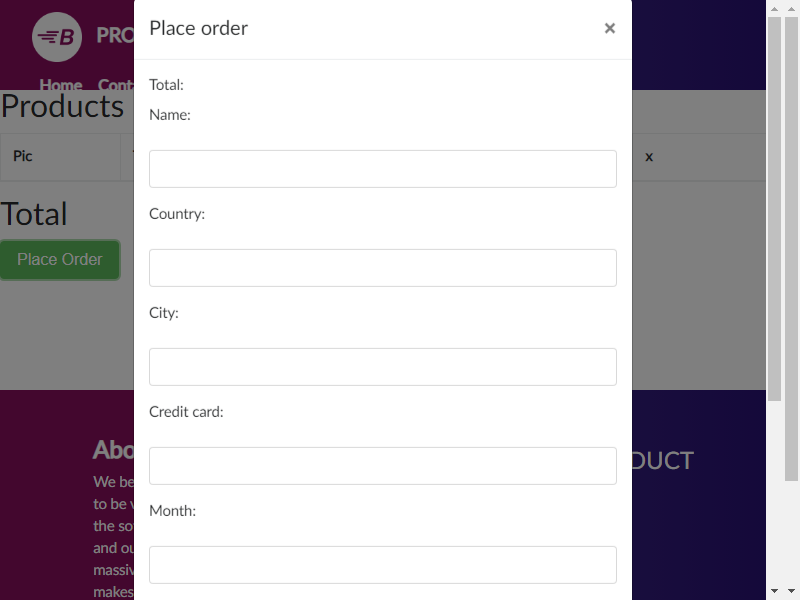 Place order
×
B
PRO
Home
Total:
Name:
Products
Pic
x
Total
Country:
Place Order
City:
Credit card:
DUCT
Abo
We be
to be
the so
and ou
massiv
makes
Month: